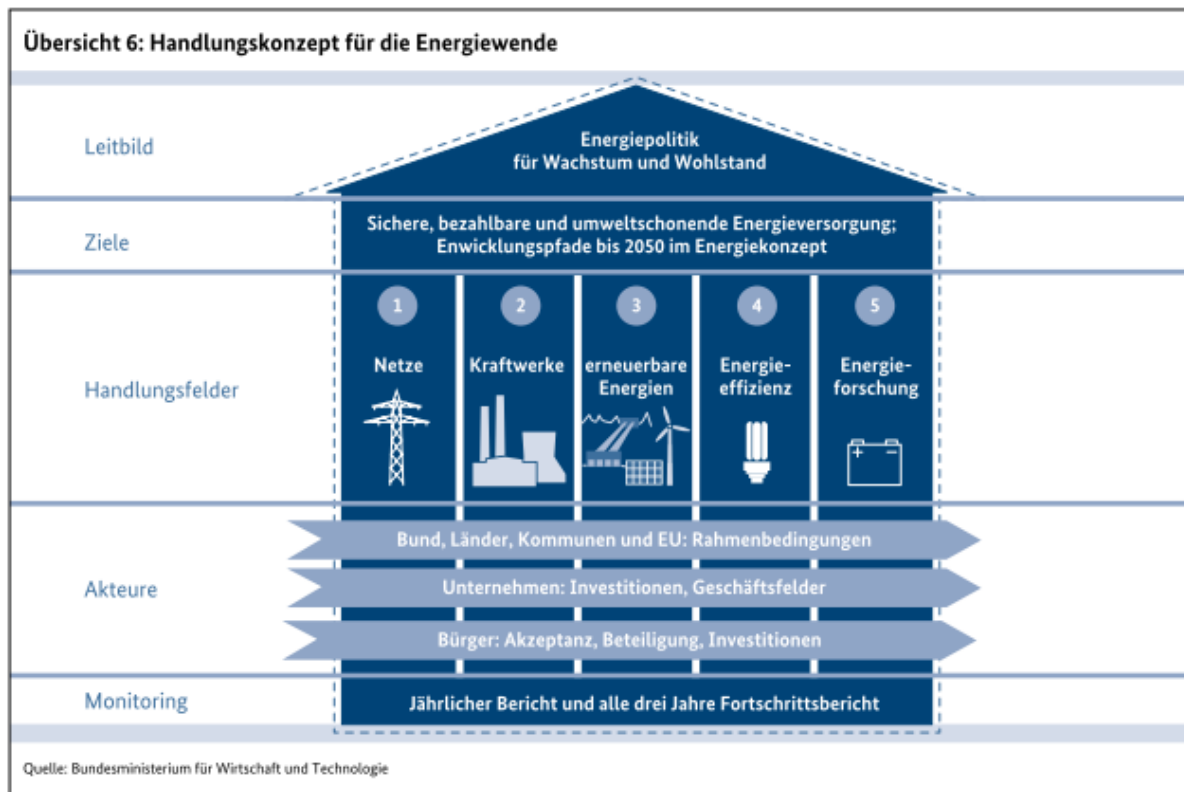 Übersicht 6: Handlungskonzept für die Energiewende
Leitbild
Energiepolitik
für Wachstum und Wohlstand
Ziele
Sichere, bezahlbare und umweltschonende Energieversorgung;
Enwicklungspfade bis 2050 im Energiekonzept
Handlungsfelder
1
Netze
2
Kraftwerke
3
erneuerbare
Energien
4
Energie-
effizienz
5
Energie-
forschung
+ −
Akteure
Bund, Länder, Kommunen und EU: Rahmenbedingungen
Unternehmen: Investitionen, Geschäftsfelder
Bürger: Akzeptanz, Beteiligung, Investitionen
Monitoring
Jährlicher Bericht und alle drei Jahre Fortschrittsbericht
Quelle: Bundesministerium für Wirtschaft und Technologie